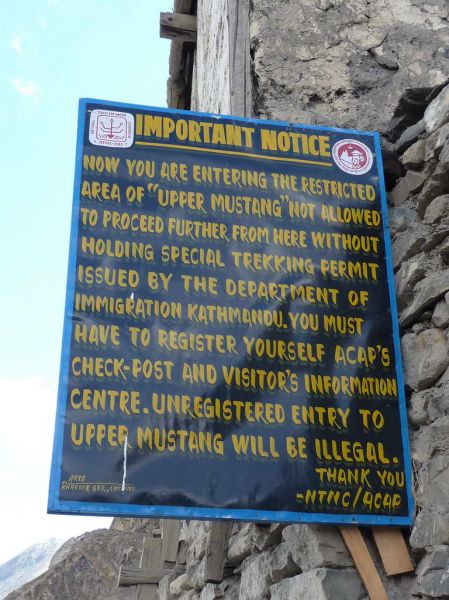 IMPORTANT NOTICE
NOW YOU ARE ENTERING THE RESTRICTED
AREA OF "UPPER MUSTANG" NOT ALLOWED
TO PROCEED FURTHER FROM HERE WITHOUT
HOLDING SPECIAL TREKKING PERMIT
ISSUED BY THE DEPARTMENT OF
IMMIGRATION KATHMANDU. YOU MUST
HAVE TO REGISTER YOURSELF ACAP'S
CHECK-POST AND VISITOR'S INFORMATION
CENTRE. UNREGISTERED ENTRY TO
UPPER MUSTANG WILL BE ILLEGAL.
THANK YOU
-NTNC/ACAP
ARTS